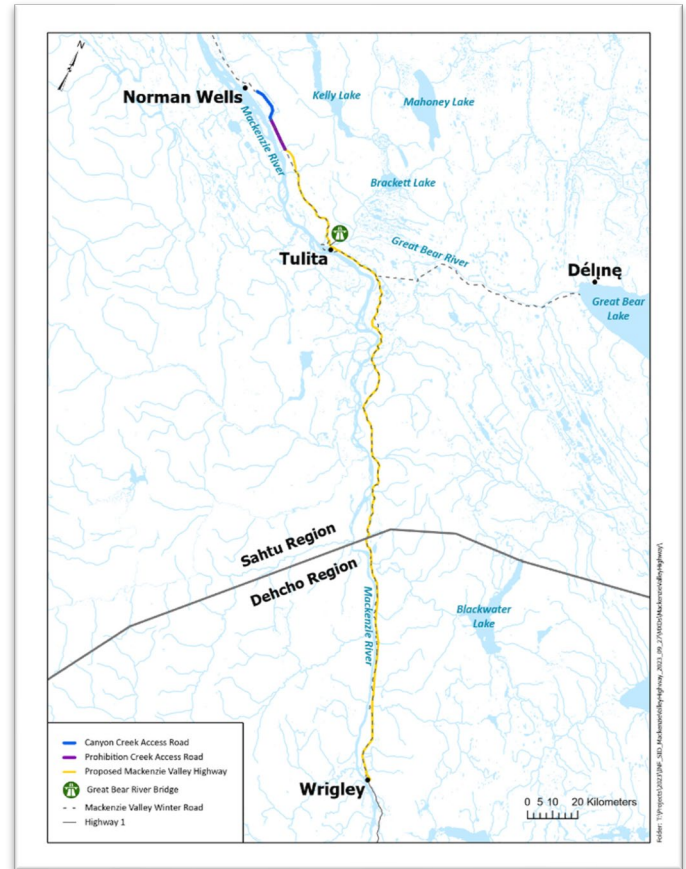 N
Norman Wells
Kelly Lake
Mahoney Lake
Mackenzie River
Brackett Lake
Great Bear River
Tulita
Délįnę
Great Bear
Lake
Sahtu Region
Dehcho Region
Mackenzie River
Blackwater
Lake
Wrigley
Canyon Creek Access Road
Prohibition Creek Access Road
Proposed Mackenzie Valley Highway
Great Bear River Bridge
Mackenzie Valley Winter Road
Highway 1
0 5 10 20 Kilometers